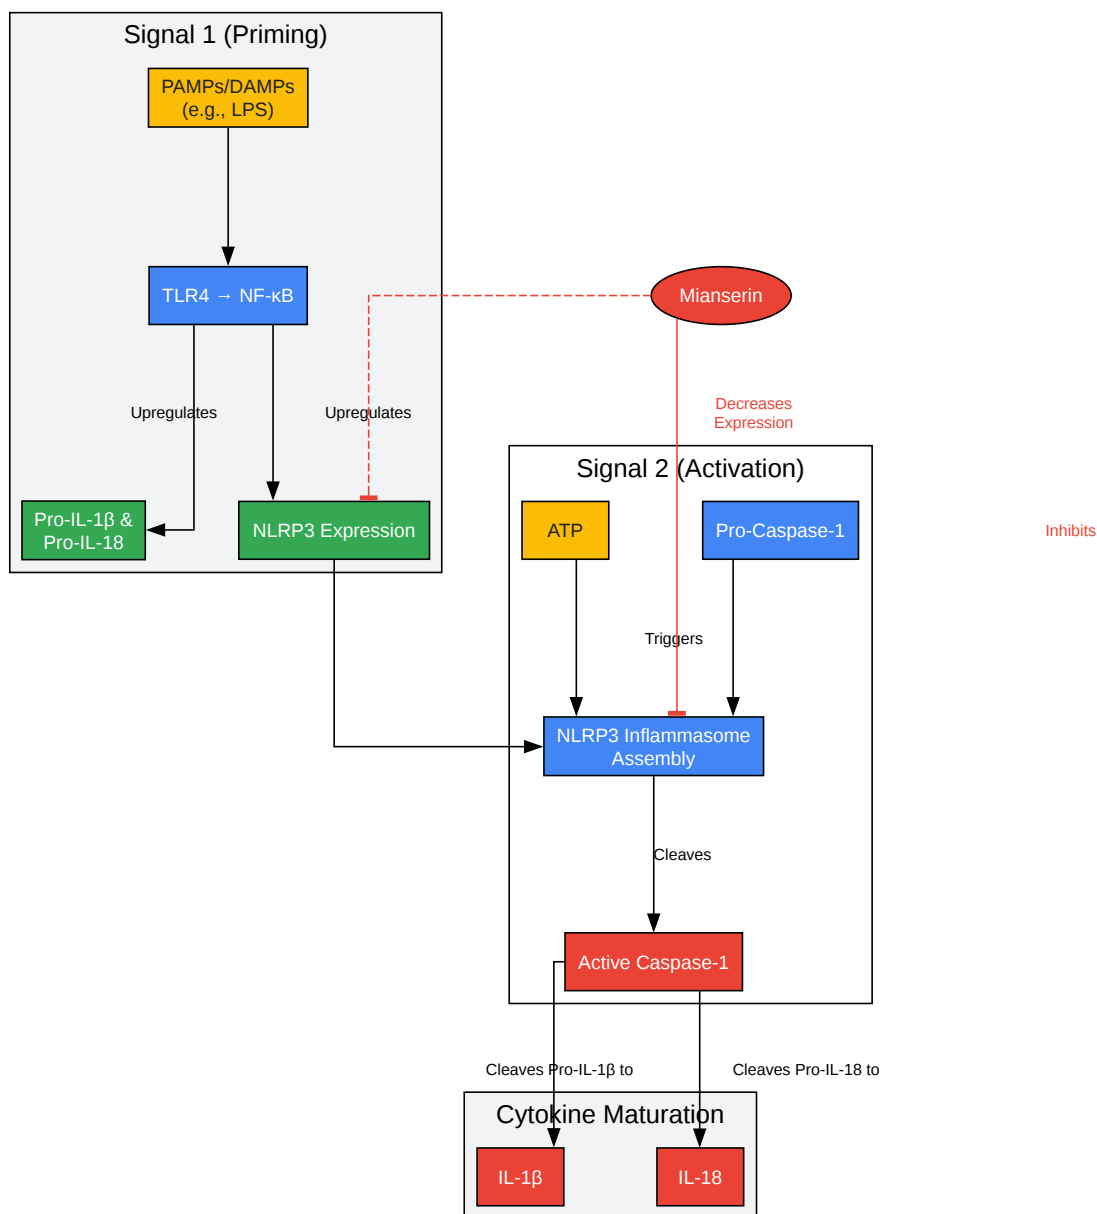 Signal 1 (Priming)
PAMPs/DAMPs
(e.g., LPS)
TLR4 → NF-κB
Mianserin
Upregulates
Upregulates
Decreases
Expression
Signal 2 (Activation)
Pro-IL-1β &
Pro-IL-18
NLRP3 Expression
ATP
Pro-Caspase-1
Inhibits
Triggers
NLRP3 Inflammasome
Assembly
Cleaves
Active Caspase-1
Cleaves Pro-IL-1β to
Cleaves Pro-IL-18 to
Cytokine Maturation
IL-1β
IL-18